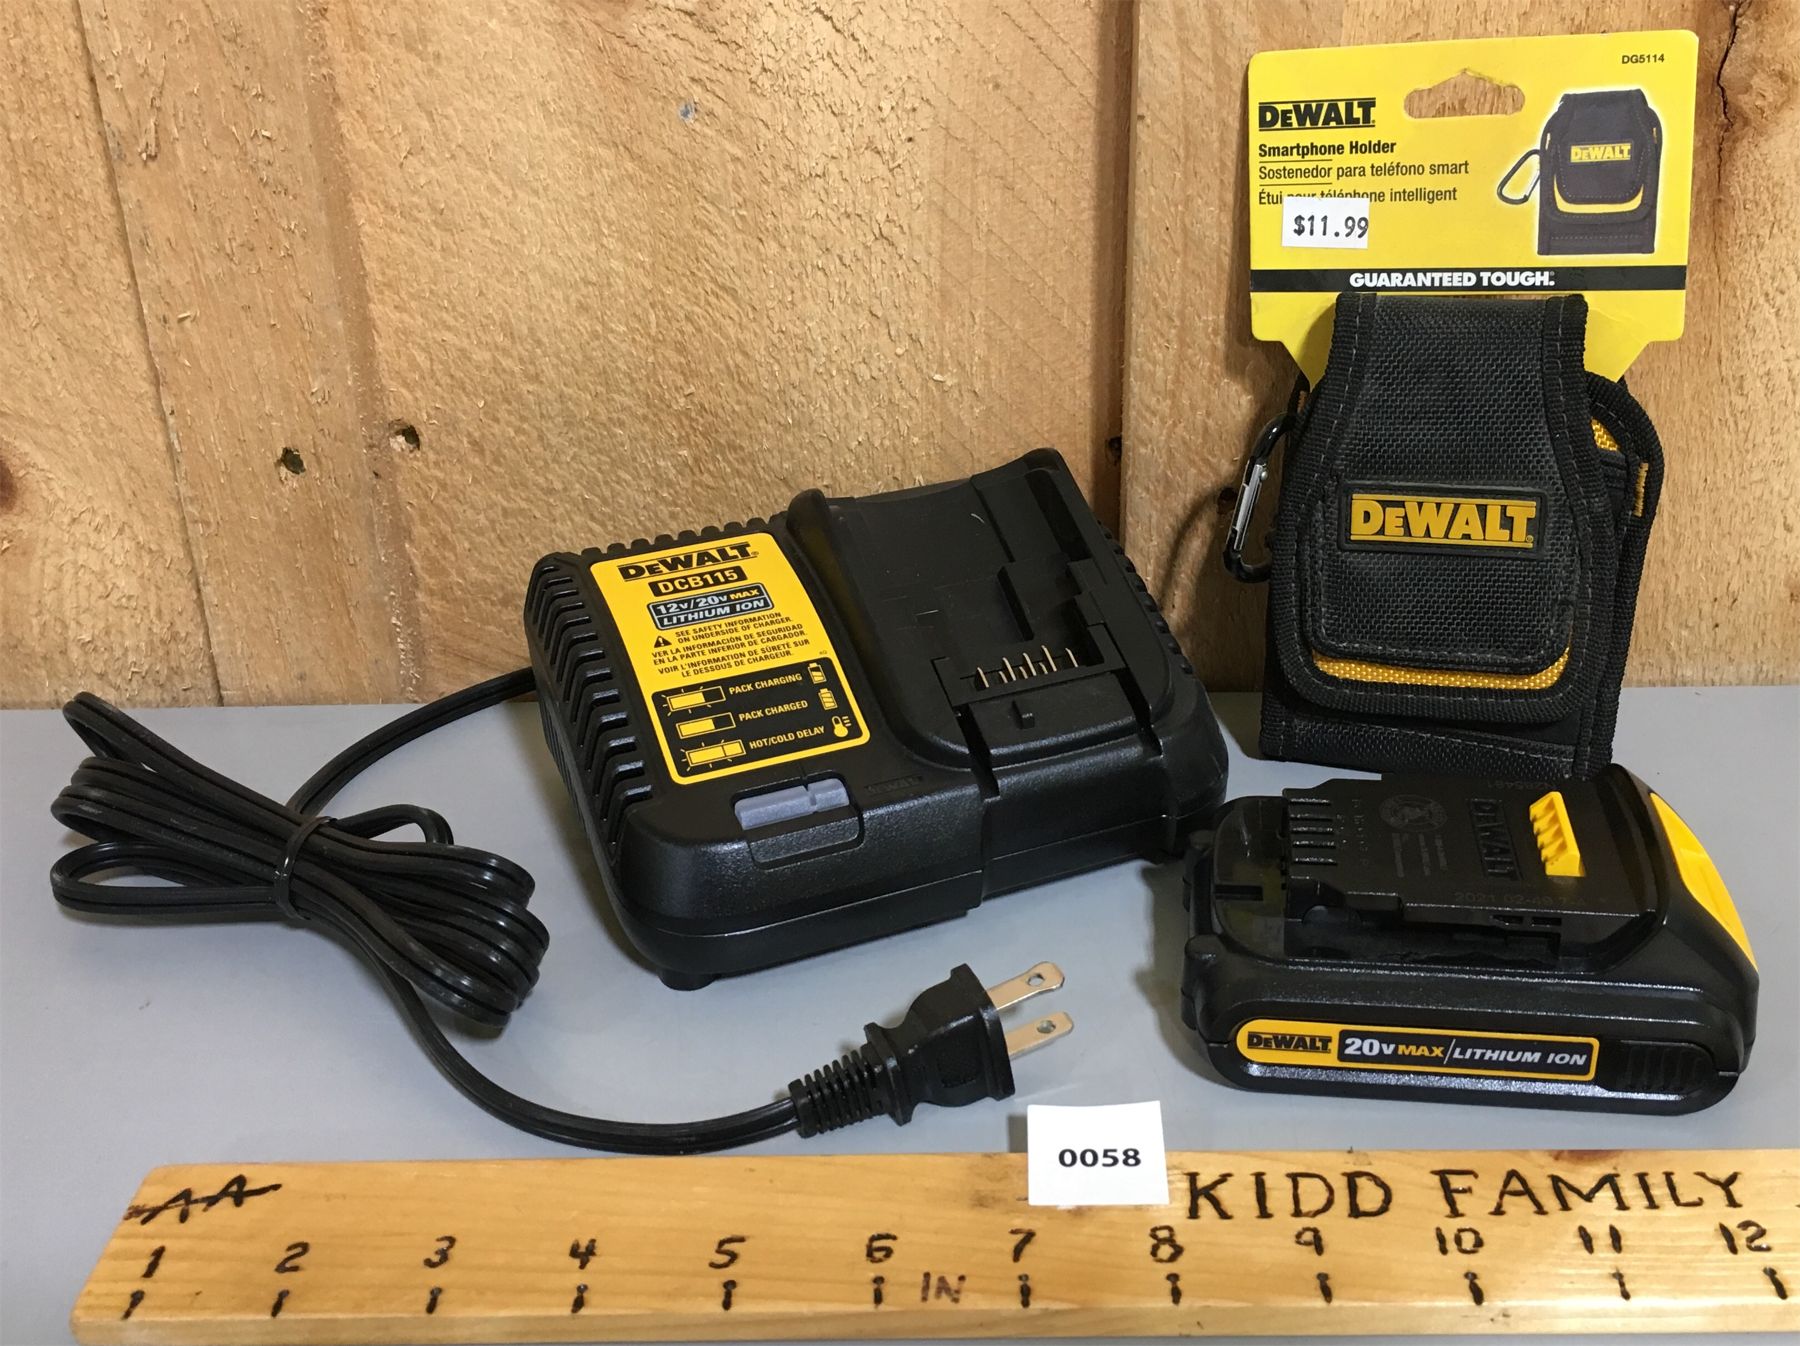 DG5114
DEWALT
Smartphone Holder
Sostenedor para teléfono smart
Étui pour téléphone intelligent
DEWALT
$11.99
GUARANTEED TOUGH.
DEWALT
DEWALT
DCB115
12V/20V MAX
LITHIUM ION
SEE SAFETY INFORMATION
ON UNDERSIDE OF CHARGER.
VER LA INFORMACIÓN DE SEGURIDAD
EN LA PARTE INFERIOR DE CARGADOR.
VOIR L'INFORMATION DE SÛRETÉ SUR
LE DESSOUS DE CHARGEUR.
PACK CHARGING
PACK CHARGED
HOT/COLD DELAY
DEWALT
DEWALT
DEWALT 20V MAX/LITHIUM ION
0058
AA KIDD FAMILY
1 2 3 4 5 6 7 8 9 10 11 12
IN